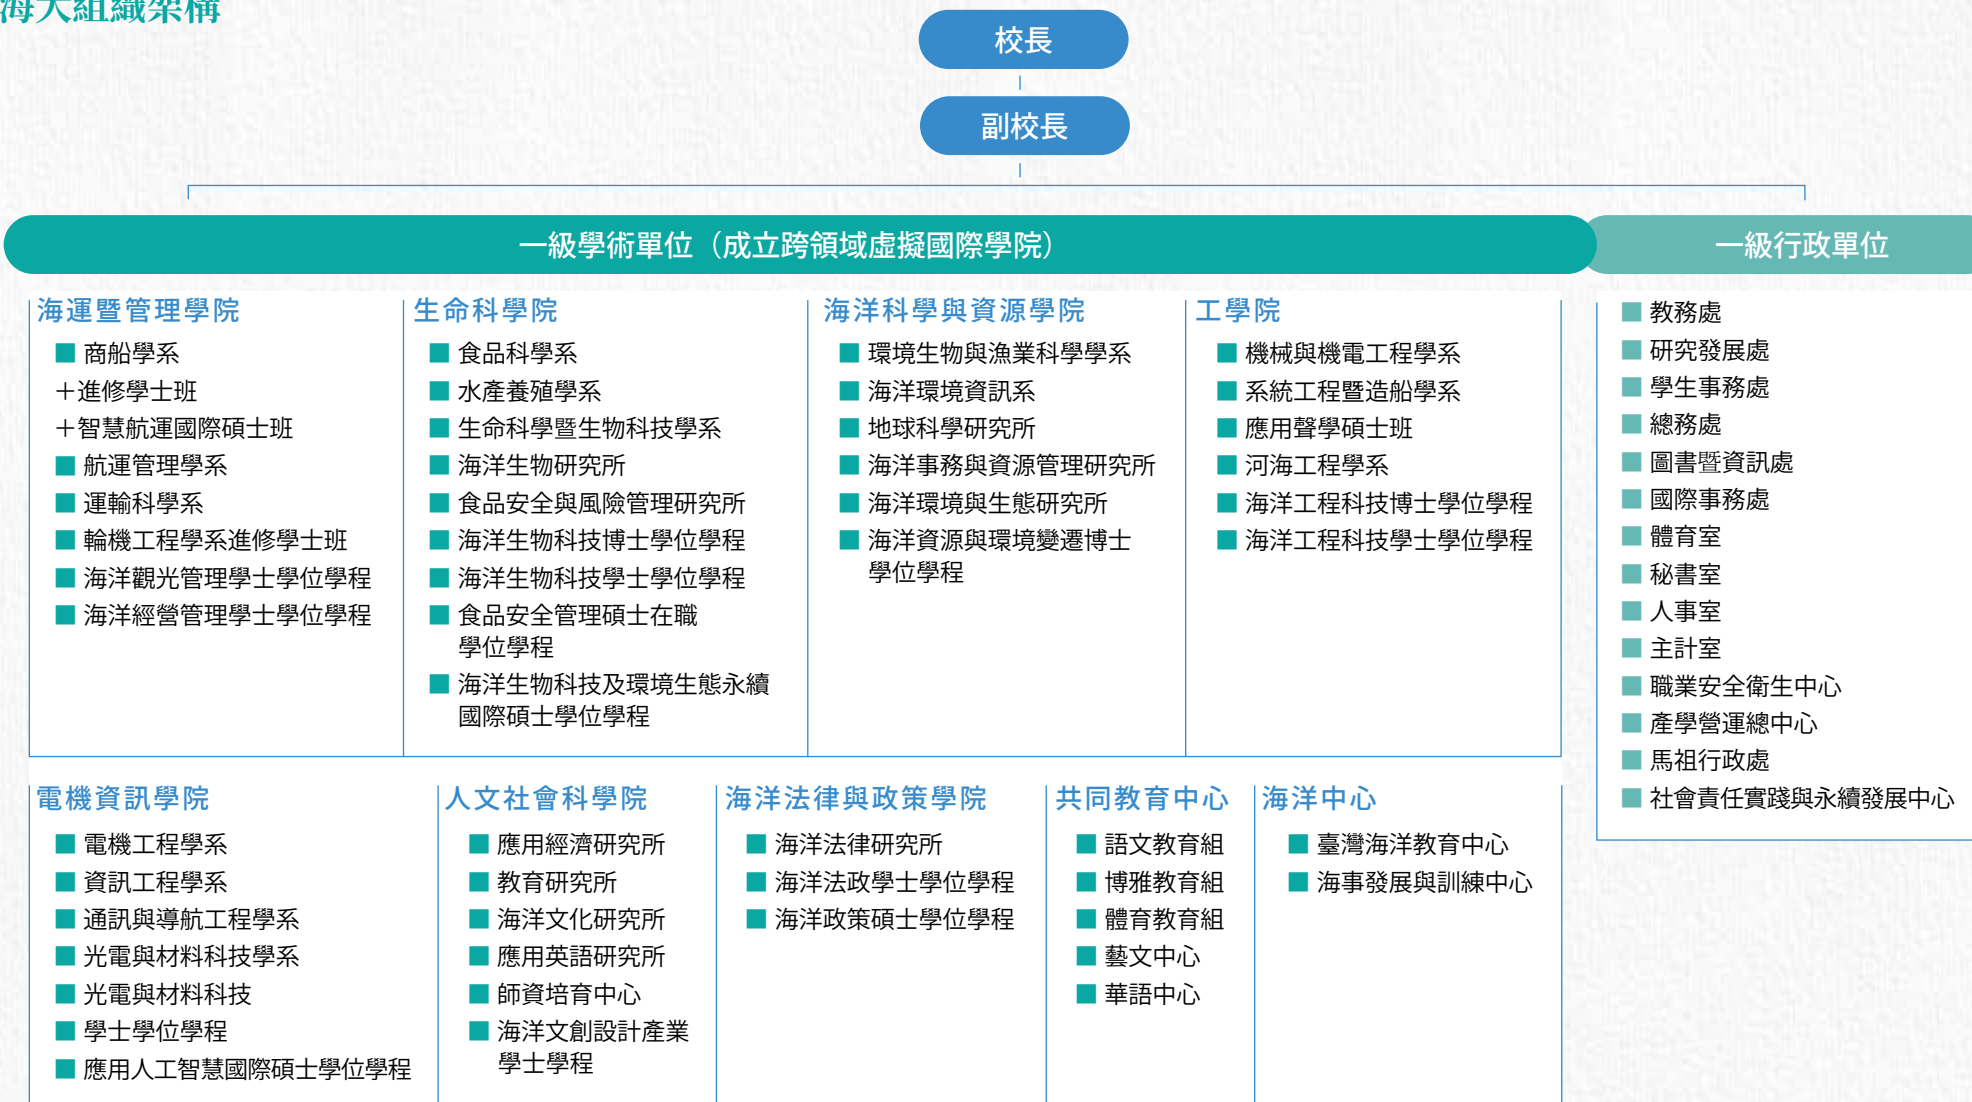 海大組織架構
校長
副校長
一級學術單位（成立跨領域虛擬國際學院）
一級行政單位
海運暨管理學院
商船學系
＋進修學士班
＋智慧航運國際碩士班
航運管理學系
運輸科學系
輪機工程學系進修學士班
海洋觀光管理學士學位學程
海洋經營管理學士學位學程
生命科學院
食品科學系
水產養殖學系
生命科學暨生物科技學系
海洋生物研究所
食品安全與風險管理研究所
海洋生物科技博士學位學程
海洋生物科技學士學位學程
食品安全管理碩士在職
學位學程
海洋生物科技及環境生態永續
國際碩士學位學程
海洋科學與資源學院
環境生物與漁業科學學系
海洋環境資訊系
地球科學研究所
海洋事務與資源管理研究所
海洋環境與生態研究所
海洋資源與環境變遷博士
學位學程
工學院
機械與機電工程學系
系統工程暨造船學系
應用聲學碩士班
河海工程學系
海洋工程科技博士學位學程
海洋工程科技學士學位學程
教務處
研究發展處
學生事務處
總務處
圖書暨資訊處
國際事務處
體育室
秘書室
人事室
主計室
職業安全衛生中心
產學營運總中心
馬祖行政處
社會責任實踐與永續發展中心
電機資訊學院
電機工程學系
資訊工程學系
通訊與導航工程學系
光電與材料科技學系
光電與材料科技
學士學位學程
應用人工智慧國際碩士學位學程
人文社會科學院
應用經濟研究所
教育研究所
海洋文化研究所
應用英語研究所
師資培育中心
海洋文創設計產業
學士學程
海洋法律與政策學院
海洋法律研究所
海洋法政學士學位學程
海洋政策碩士學位學程
共同教育中心
語文教育組
博雅教育組
體育教育組
藝文中心
華語中心
海洋中心
臺灣海洋教育中心
海事發展與訓練中心